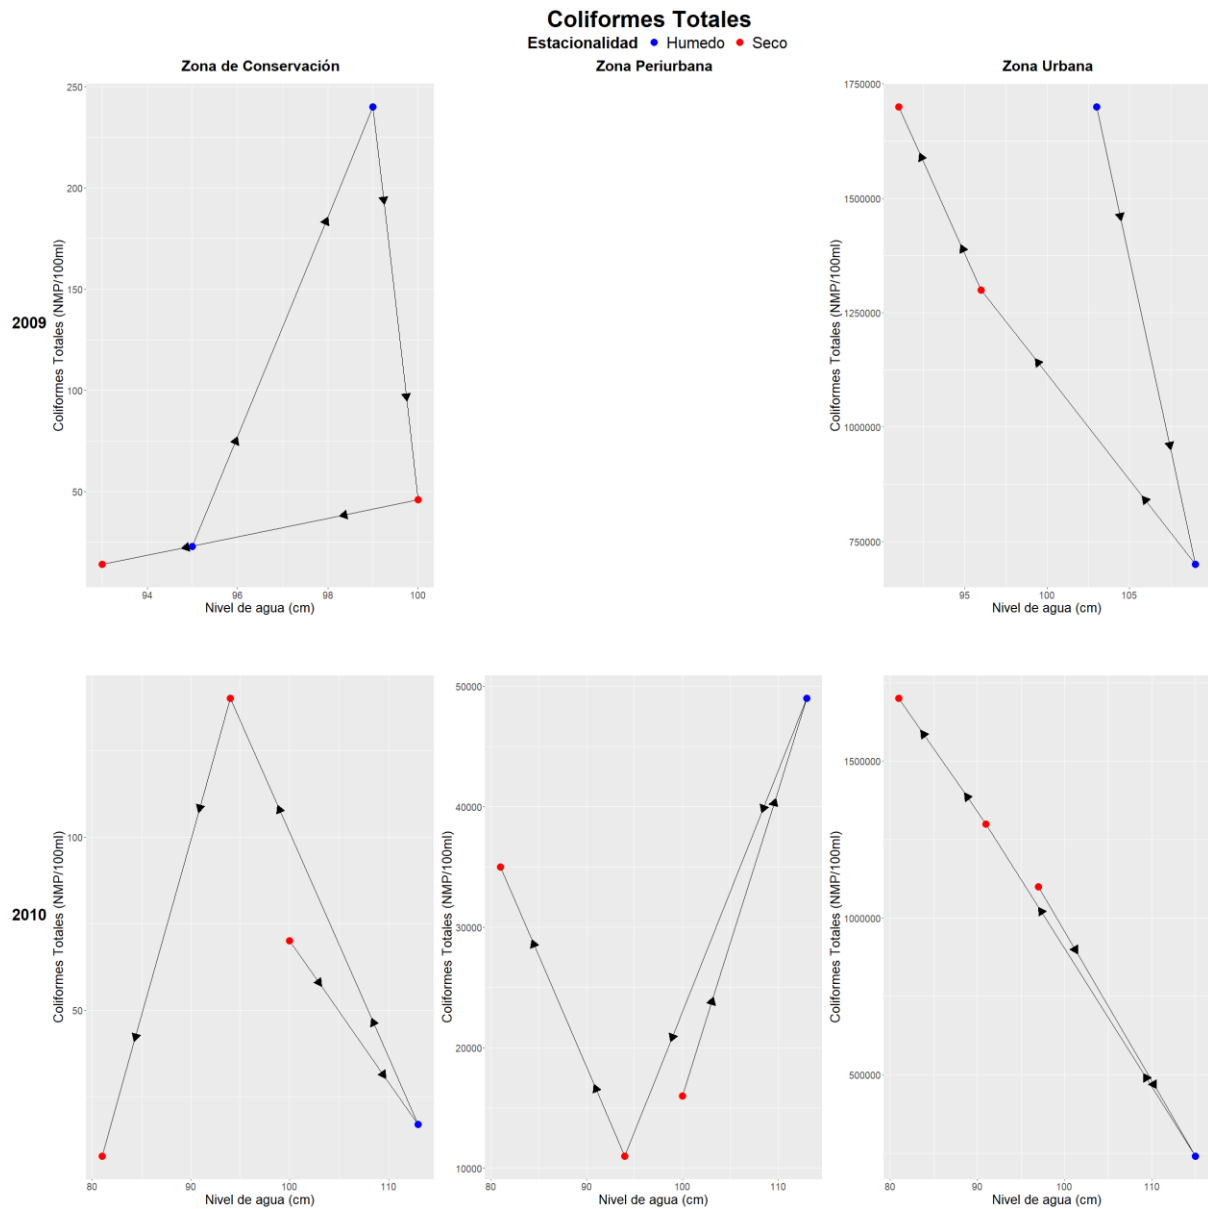 Coliformes Totales
Estacionalidad Humedo Seco
Zona de Conservación
Zona Periurbana
Zona Urbana
2009
Coliformes Totales (NMP/100ml)
250
200
150
100
50
94 96 98 100
Nivel de agua (cm)
Coliformes Totales (NMP/100ml)
1750000
1500000
1250000
1000000
750000
95 100 105
Nivel de agua (cm)
2010
Coliformes Totales (NMP/100ml)
100
50
80 90 100 110
Nivel de agua (cm)
Coliformes Totales (NMP/100ml)
50000
40000
30000
20000
10000
80 90 100 110
Nivel de agua (cm)
Coliformes Totales (NMP/100ml)
1500000
1000000
500000
80 90 100 110
Nivel de agua (cm)